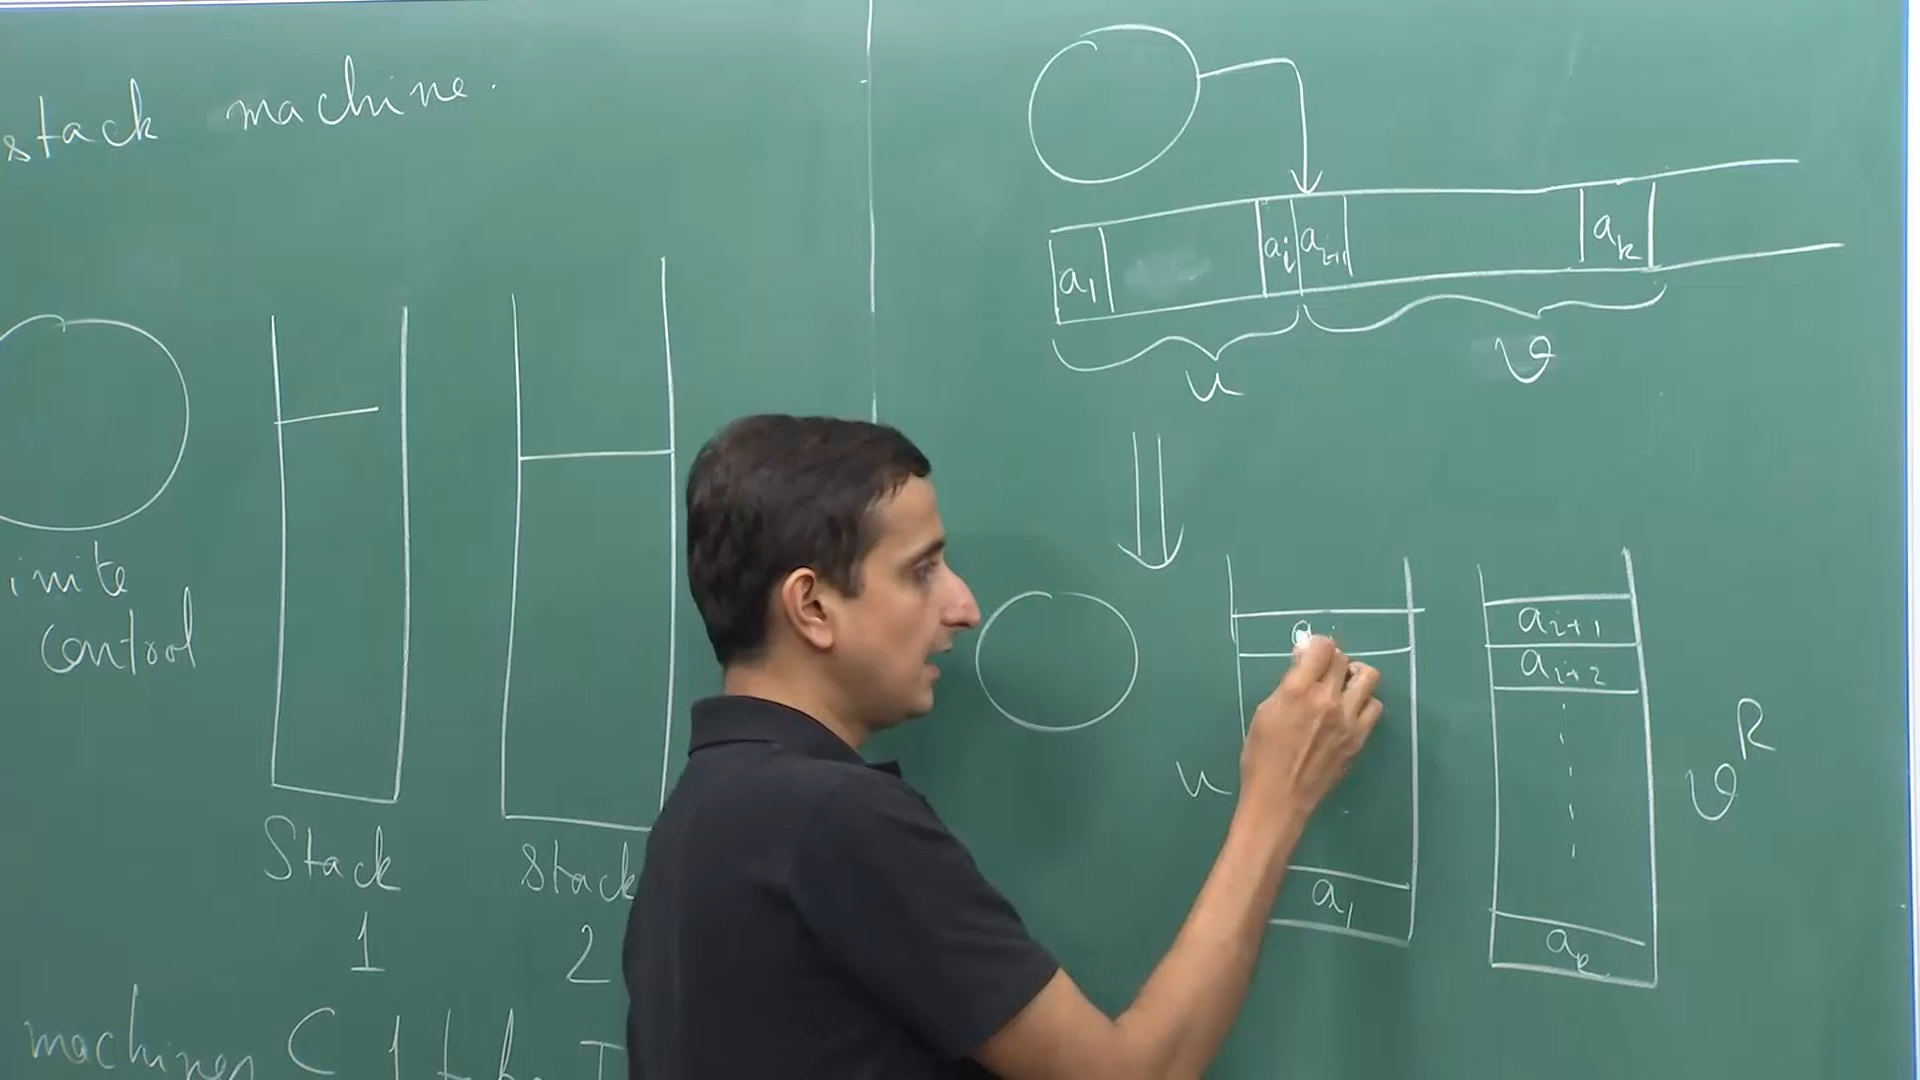 stack machine.
inite
control
Stack
1
stack
2
a₁ aᵢ aᵢ₊₁ aₖ
u v
aᵢ₊₁
aᵢ₊₂
u
v^R
a₁
aₖ
machines C